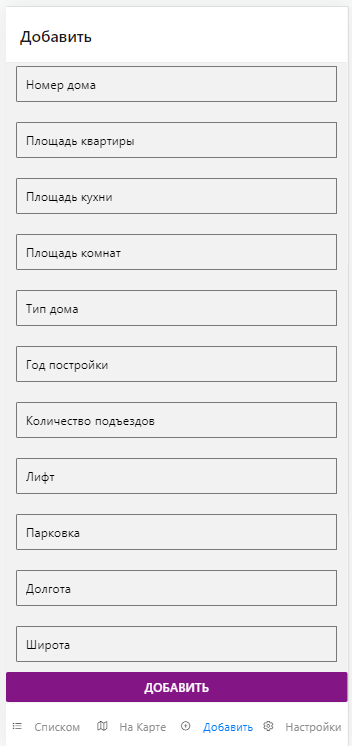 Добавить
Номер дома
Площадь квартиры
Площадь кухни
Площадь комнат
Тип дома
Год постройки
Количество подъездов
Лифт
Парковка
Долгота
Широта
ДОБАВИТЬ
Списком На Карте Добавить Настройки